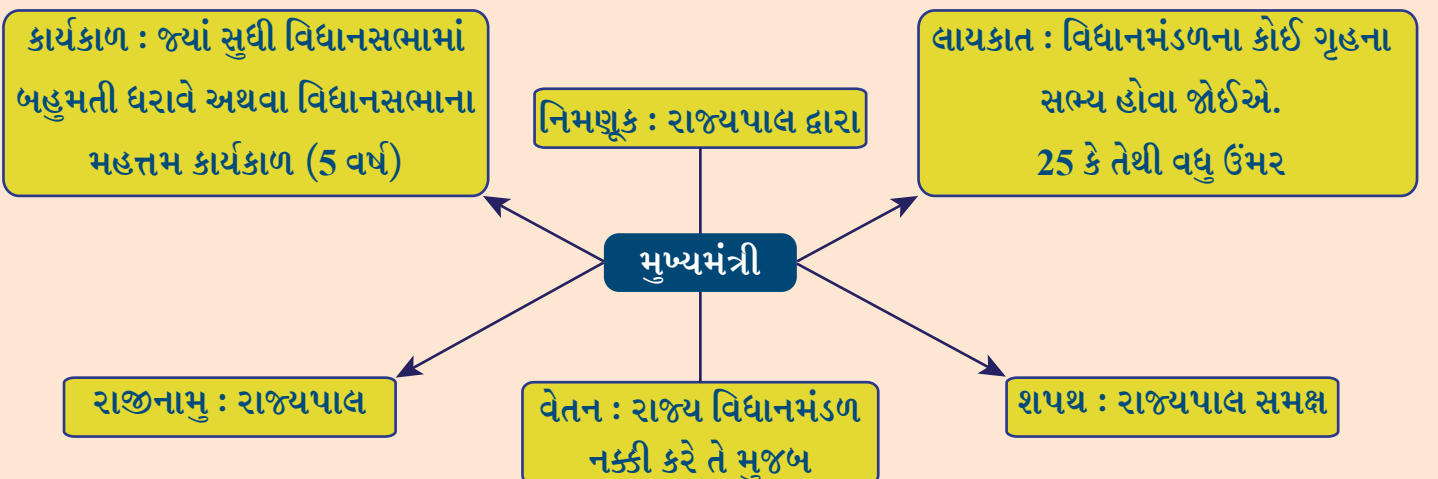 કાર્યકાળ : જ્યાં સુધી વિધાનસભામાં
બહુમતી ધરાવે અથવા વિધાનસભાના
મહત્તમ કાર્યકાળ (5 વર્ષ)
નિમણૂક : રાજ્યપાલ દ્વારા
લાયકાત : વિધાનમંડળના કોઈ ગૃહના
સભ્ય હોવા જોઈએ.
25 કે તેથી વધુ ઉંમર
મુખ્યમંત્રી
રાજીનામુ : રાજ્યપાલ
વેતન : રાજ્ય વિધાનમંડળ
નક્કી કરે તે મુજબ
શપથ : રાજ્યપાલ સમક્ષ